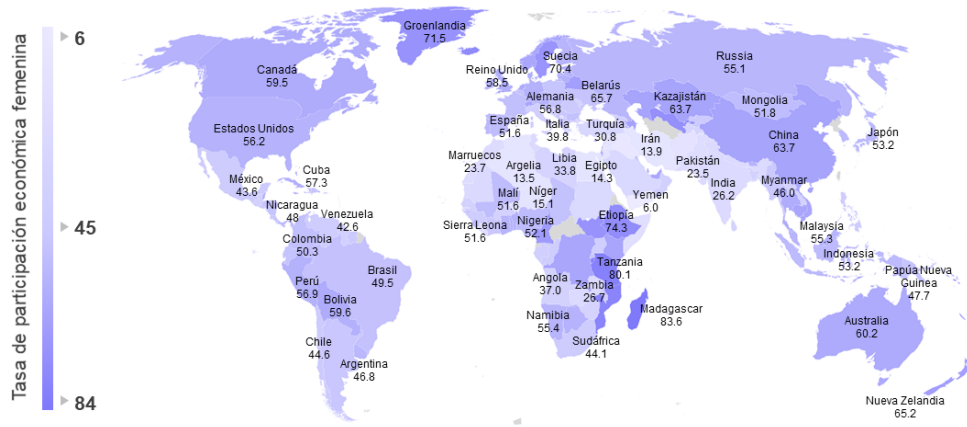 Tasa de participación económica femenina
6
45
84
Groenlandia
71.5
Canadá
59.5
Estados Unidos
56.2
México
43.6
Cuba
57.3
Nicaragua
48
Venezuela
42.6
Colombia
50.3
Perú
56.9
Brasil
49.5
Bolivia
59.6
Chile
44.6
Argentina
46.8
Reino Unido
58.5
Suecia
70.4
Belarús
65.7
Alemania
56.8
España
51.6
Italia
39.8
Turquía
30.8
Kazajistán
63.7
Russia
55.1
Mongolia
51.8
China
63.7
Japón
53.2
Irán
13.9
Pakistán
23.5
India
26.2
Myanmar
46.0
Marruecos
23.7
Argelia
13.5
Libia
33.8
Egipto
14.3
Yemen
6.0
Malí
51.6
Níger
15.1
Sierra Leona
51.6
Nigeria
52.1
Etiopía
74.3
Tanzania
80.1
Angola
37.0
Zambia
26.7
Namibia
55.4
Madagascar
83.6
Sudáfrica
44.1
Malaysia
55.3
Indonesia
53.2
Papúa Nueva
Guinea
47.7
Australia
60.2
Nueva Zelandia
65.2